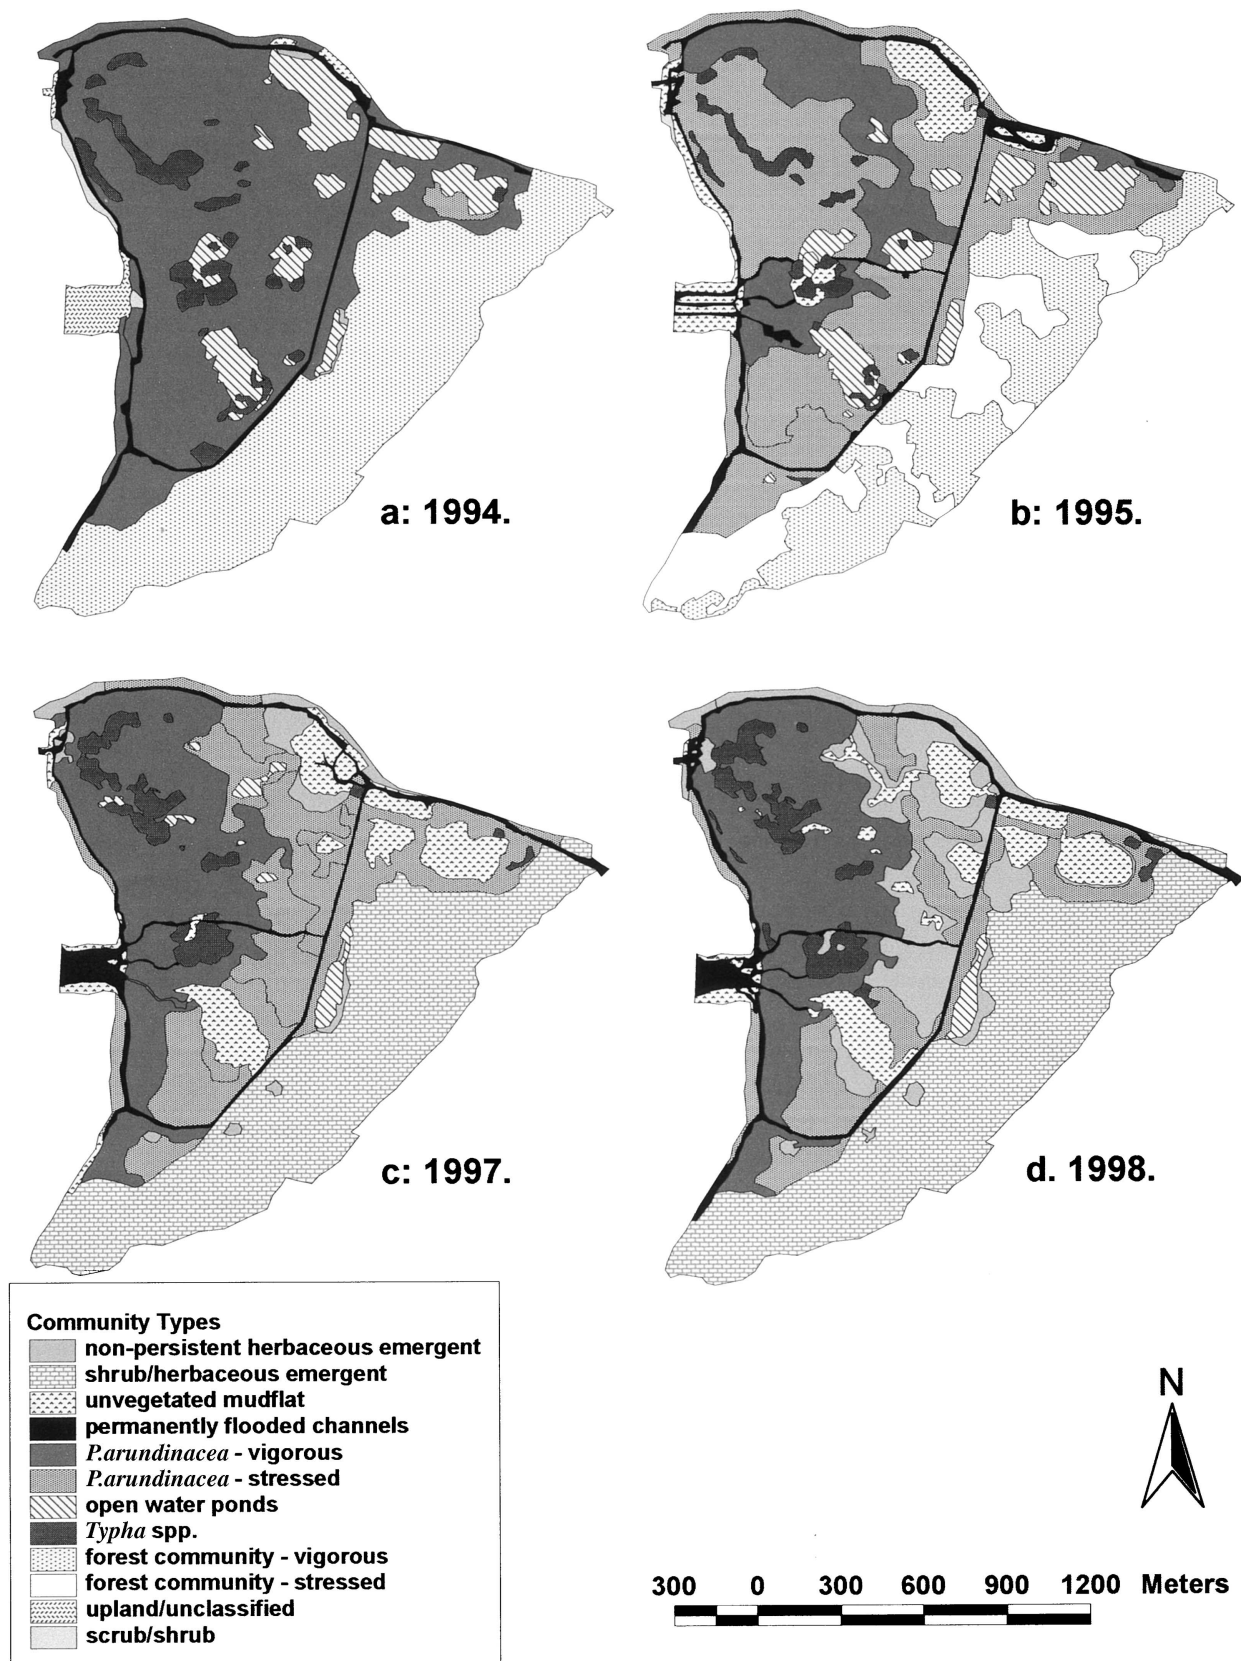 a: 1994.
b: 1995.
c: 1997.
d. 1998.
Community Types
non-persistent herbaceous emergent
shrub/herbaceous emergent
unvegetated mudflat
permanently flooded channels
P.arundinacea - vigorous
P.arundinacea - stressed
open water ponds
Typha spp.
forest community - vigorous
forest community - stressed
upland/unclassified
scrub/shrub
N
300 0 300 600 900 1200 Meters